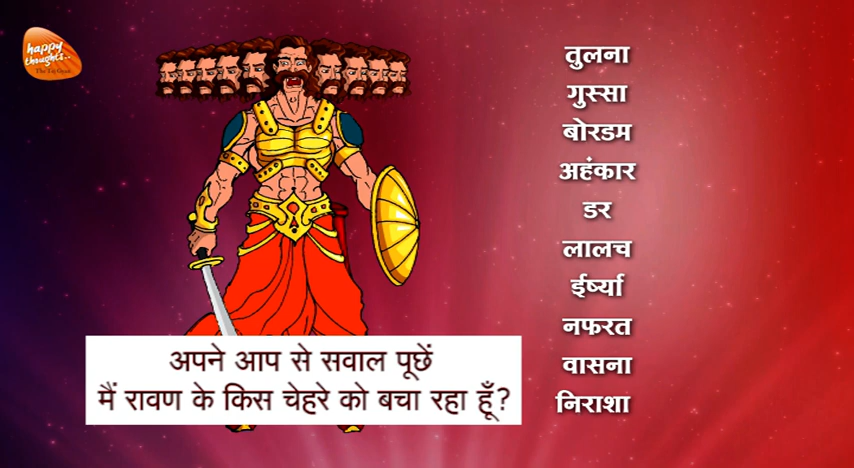 happy
thoughts..
तुलना
गुस्सा
बोरडम
अहंकार
डर
लालच
ईर्ष्या
नफरत
वासना
निराशा
अपने आप से सवाल पूछें
मैं रावण के किस चेहरे को बचा रहा हूँ?